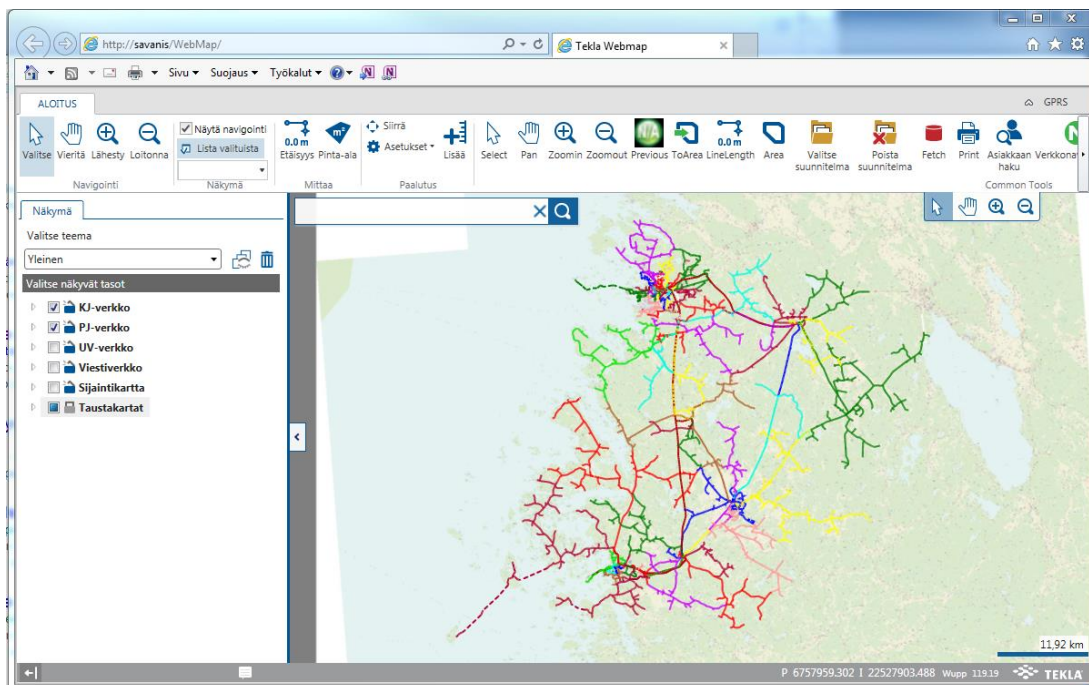 http://savanis/WebMap/
Tekla Webmap
Sivu Suojaus Työkalut
ALOITUS
GPRS
Valitse Vieritä Lähesty Loitonna
Näytä navigointi
Lista valituista
0.0 m
Etäisyys
m²
Pinta-ala
Siirrä
Asetukset
Lisää
Select Pan Zoomin Zoomout Previous ToArea
0.0 m
LineLength
Area
Valitse suunnitelma
Poista suunnitelma
Fetch Print
Asiakkaan haku
Navigointi Näkymä Mittaa Paalutus Common Tools
Näkymä
Valitse teema
Yleinen
Valitse näkyvät tasot
KJ-verkko
PJ-verkko
UV-verkko
Viestiverkko
Sijaintikartta
Taustakartat
11,92 km
P 6757959.302 I 22527903.488 Wupp 119.19 TEKLA